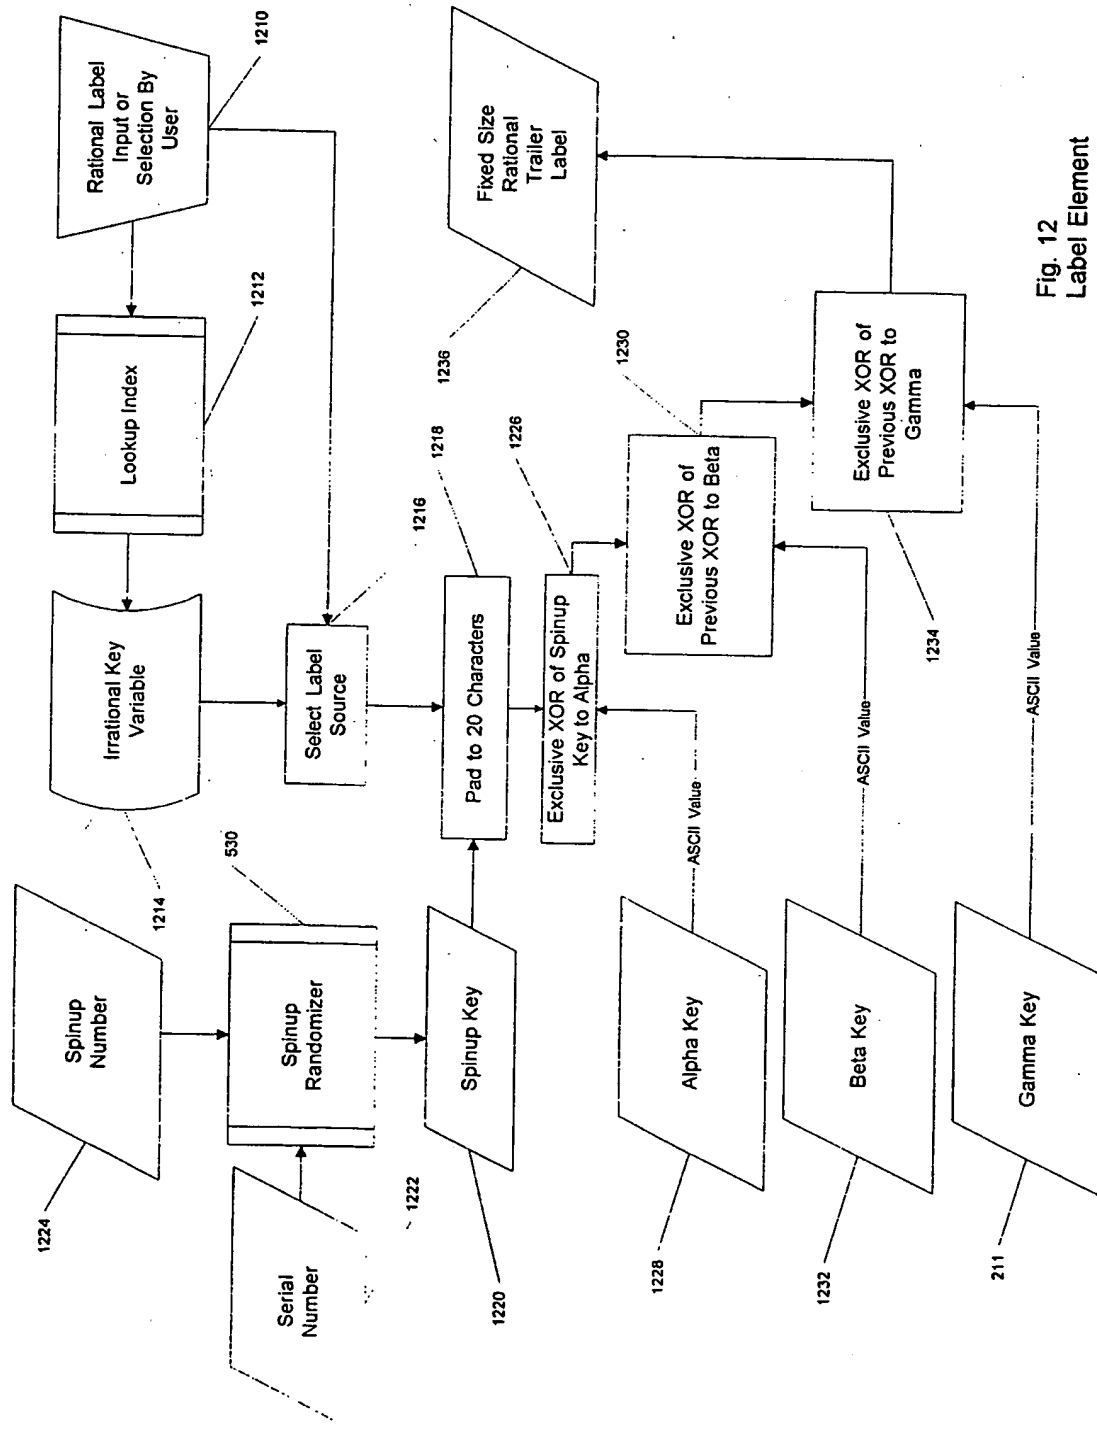 Rational Label
Input or
Selection By
User
1210
Lookup Index
1212
Irrational Key
Variable
1214
Select Label
Source
1216
Spinup
Number
1224
Spinup
Randomizer
530
Serial
Number
1222
Spinup Key
1220
Pad to 20 Characters
1218
Exclusive XOR of Spinup
Key to Alpha
1226
Alpha Key
1228
ASCII Value
Exclusive XOR of
Previous XOR to Beta
1230
Beta Key
1232
ASCII Value
Exclusive XOR of
Previous XOR to
Gamma
1234
Gamma Key
211
ASCII Value
Fixed Size
Rational
Trailer
Label
1236
Fig. 12
Label Element